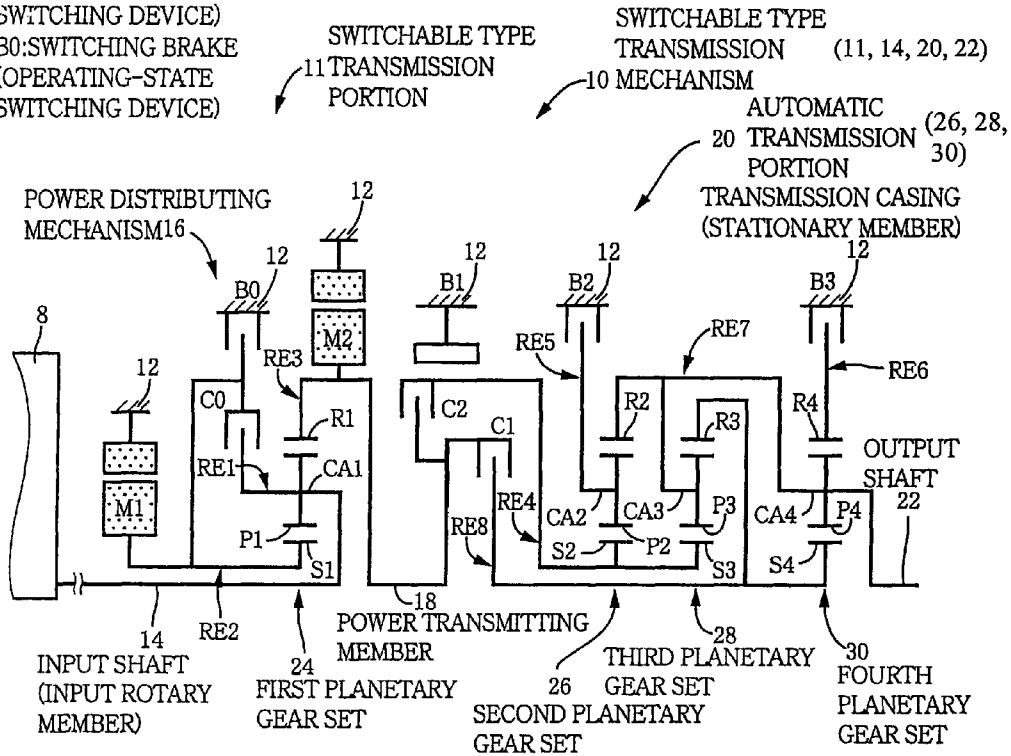 SWITCHING DEVICE)
B0:SWITCHING BRAKE
(OPERATING-STATE
SWITCHING DEVICE)
11
SWITCHABLE TYPE
TRANSMISSION
PORTION
SWITCHABLE TYPE
TRANSMISSION (11, 14, 20, 22)
10 MECHANISM
20
AUTOMATIC
TRANSMISSION (26, 28,
PORTION 30)
TRANSMISSION CASING
(STATIONARY MEMBER)
POWER DISTRIBUTING
MECHANISM16
12
12
12
12
12
12
B0
B1
B2
B3
8
M2
RE3
RE5
RE7
RE6
C0
C2
C1
R1
R2
R3
R4
OUTPUT
SHAFT
22
M1
RE1
CA1
RE8
RE4
CA2
CA3
CA4
P1
S1
S2
P2
P3
S3
P4
S4
14
RE2
24
18
26
28
30
INPUT SHAFT
(INPUT ROTARY
MEMBER)
FIRST PLANETARY
GEAR SET
POWER TRANSMITTING
MEMBER
SECOND PLANETARY
GEAR SET
THIRD PLANETARY
GEAR SET
FOURTH
PLANETARY
GEAR SET